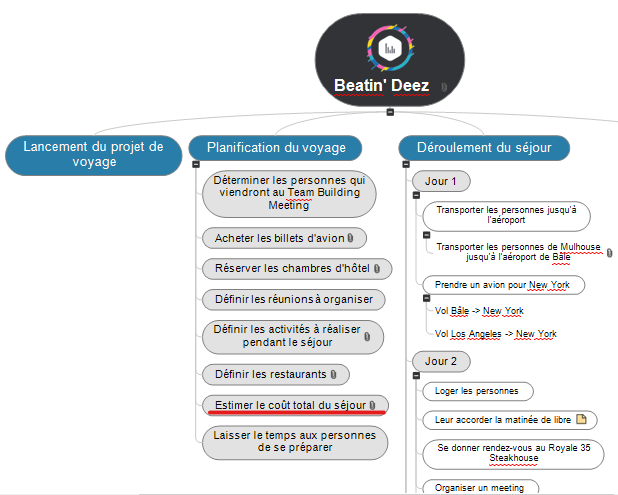 Beatin' Deez
Lancement du projet de
voyage
Planification du voyage
Déterminer les personnes qui
viendront au Team Building
Meeting
Acheter les billets d'avion
Réserver les chambres d'hôtel
Définir les réunions à organiser
Définir les activités à réaliser
pendant le séjour
Définir les restaurants
Estimer le coût total du séjour
Laisser le temps aux personnes
de se préparer
Déroulement du séjour
Jour 1
Transporter les personnes jusqu'à
l'aéroport
Transporter les personnes de Mulhouse
jusqu'à l'aéroport de Bâle
Prendre un avion pour New York
Vol Bâle -> New York
Vol Los Angeles -> New York
Jour 2
Loger les personnes
Leur accorder la matinée de libre
Se donner rendez-vous au Royale 35
Steakhouse
Organiser un meeting